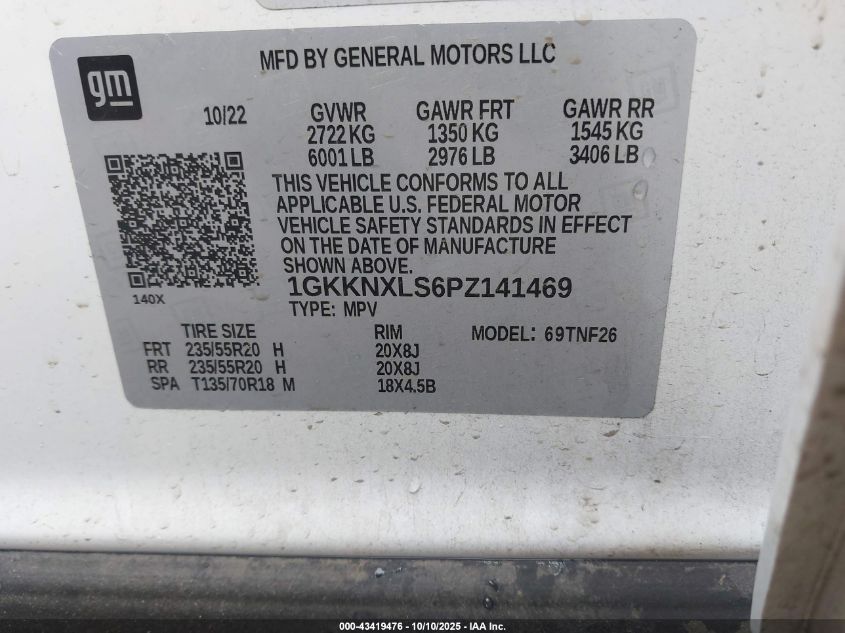 gm
MFD BY GENERAL MOTORS LLC
10/22 GVWR GAWR FRT GAWR RR
2722 KG 1350 KG 1545 KG
6001 LB 2976 LB 3406 LB
THIS VEHICLE CONFORMS TO ALL
APPLICABLE U.S. FEDERAL MOTOR
VEHICLE SAFETY STANDARDS IN EFFECT
ON THE DATE OF MANUFACTURE
SHOWN ABOVE.
140X
1GKKNXLS6PZ141469
TYPE: MPV
TIRE SIZE RIM MODEL: 69TNF26
FRT 235/55R20 H 20X8J
RR 235/55R20 H 20X8J
SPA T135/70R18 M 18X4.5B
000-43419476 - 10/10/2025 - IAA Inc.